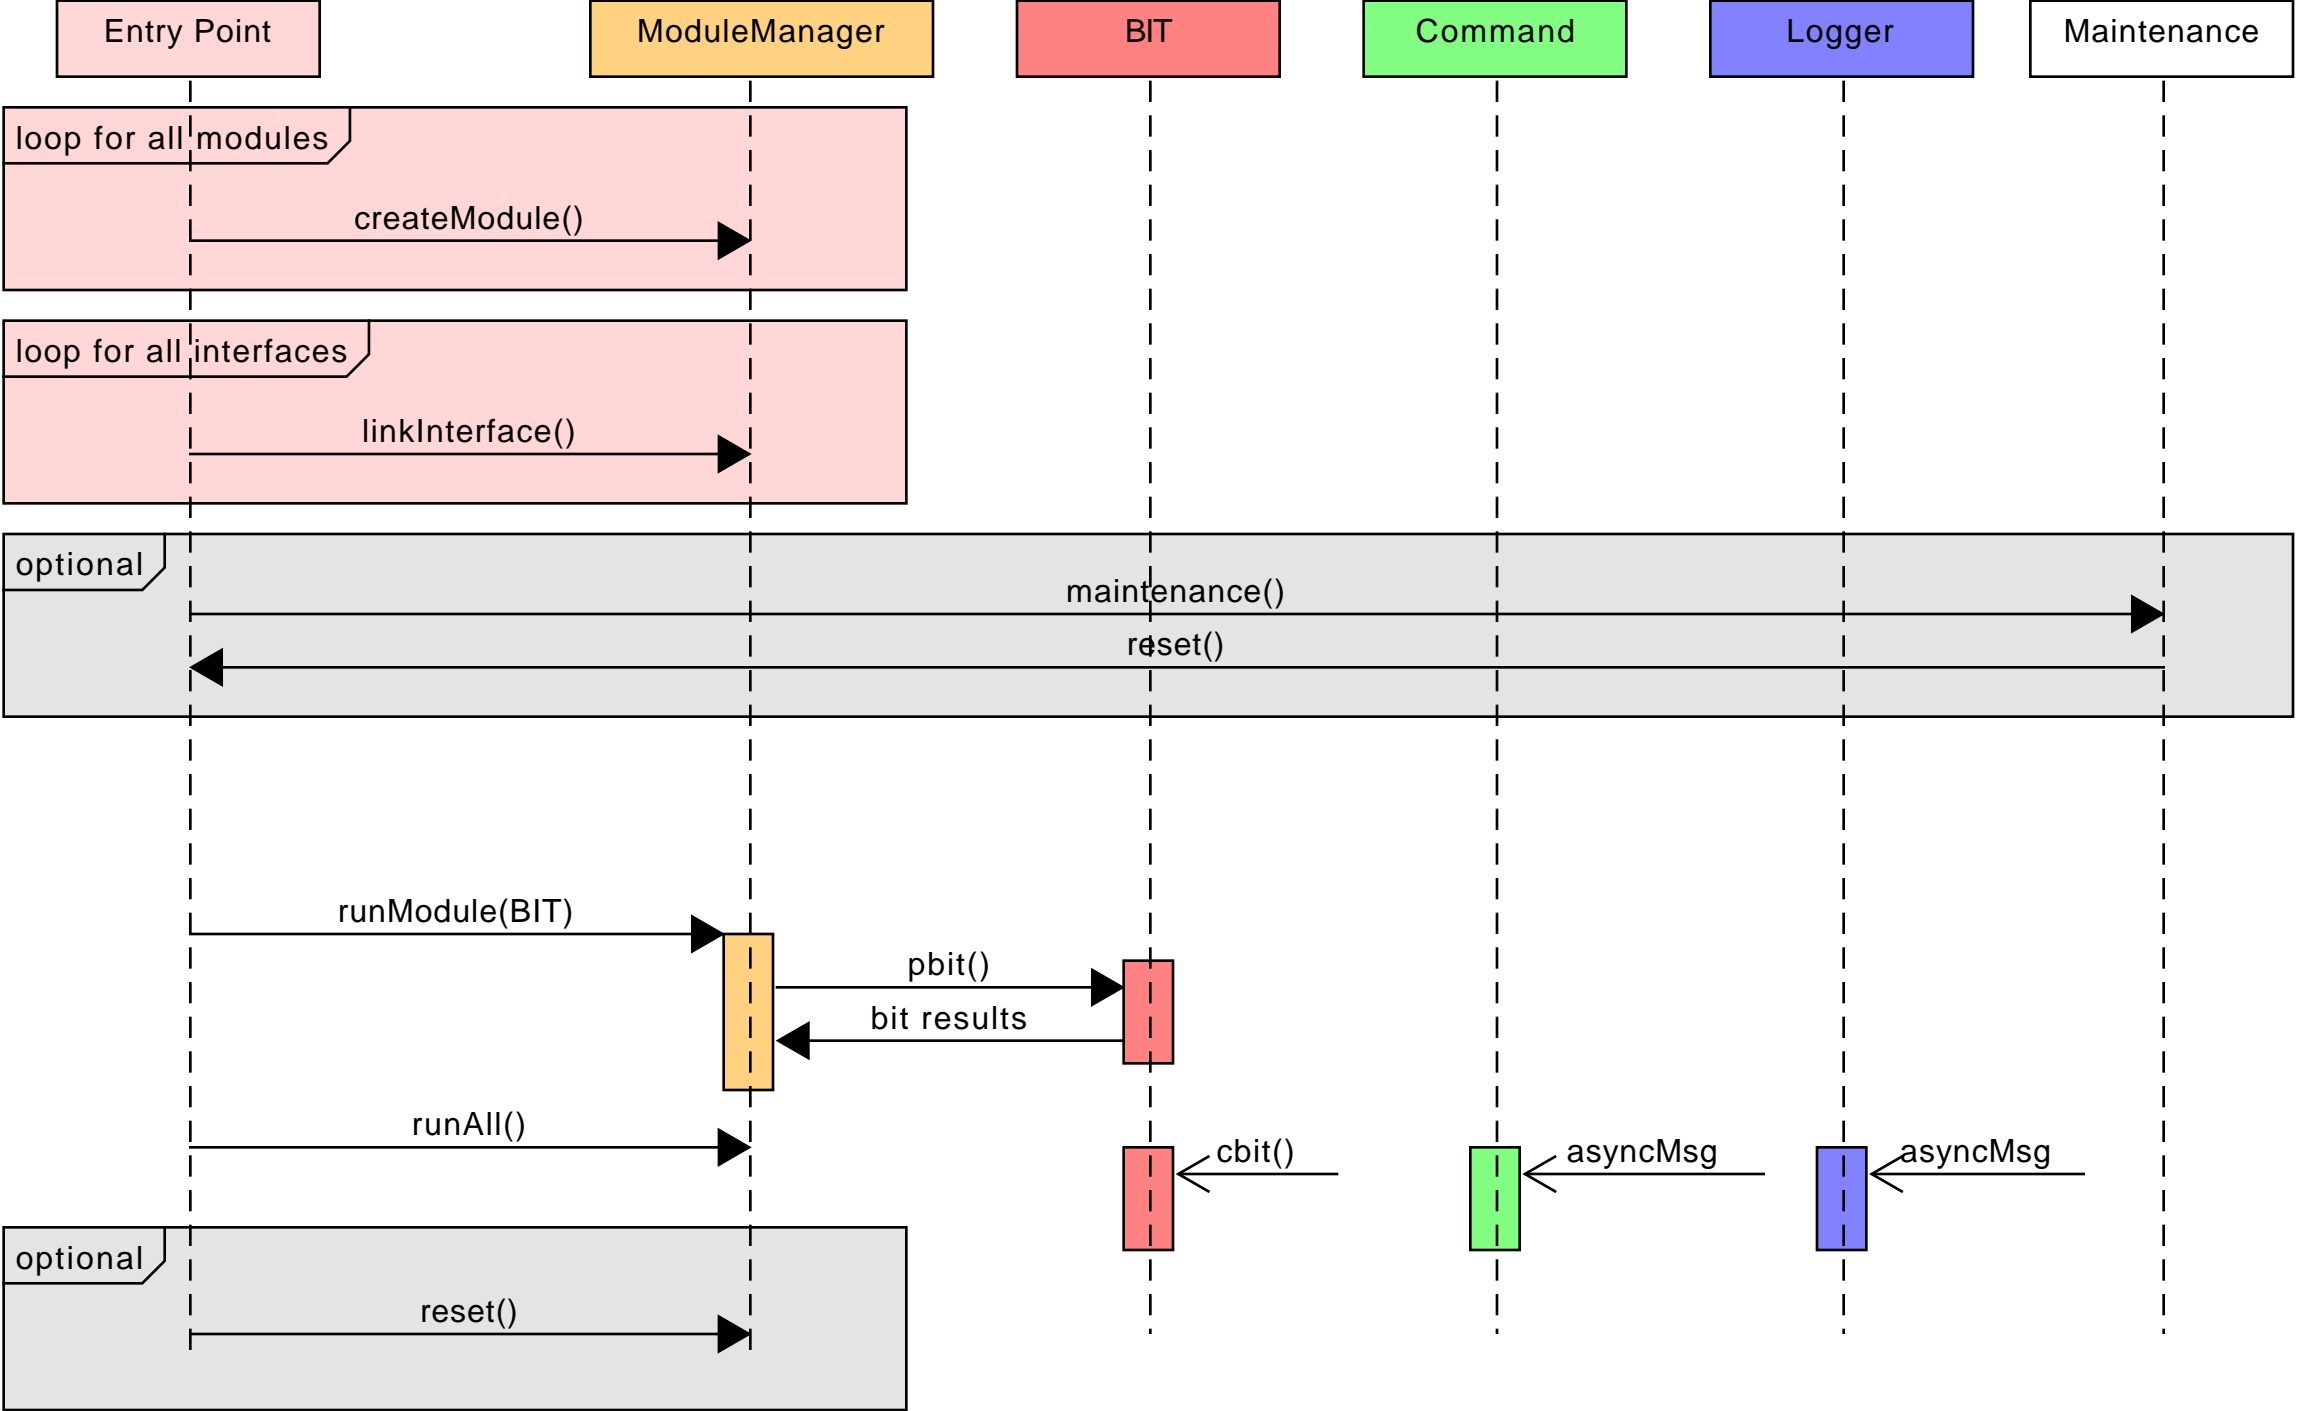 Entry Point
ModuleManager
BIT
Command
Logger
Maintenance
loop for all modules
createModule()
loop for all interfaces
linkInterface()
optional
maintenance()
reset()
runModule(BIT)
pbit()
bit results
runAll()
cbit()
asyncMsg
asyncMsg
optional
reset()